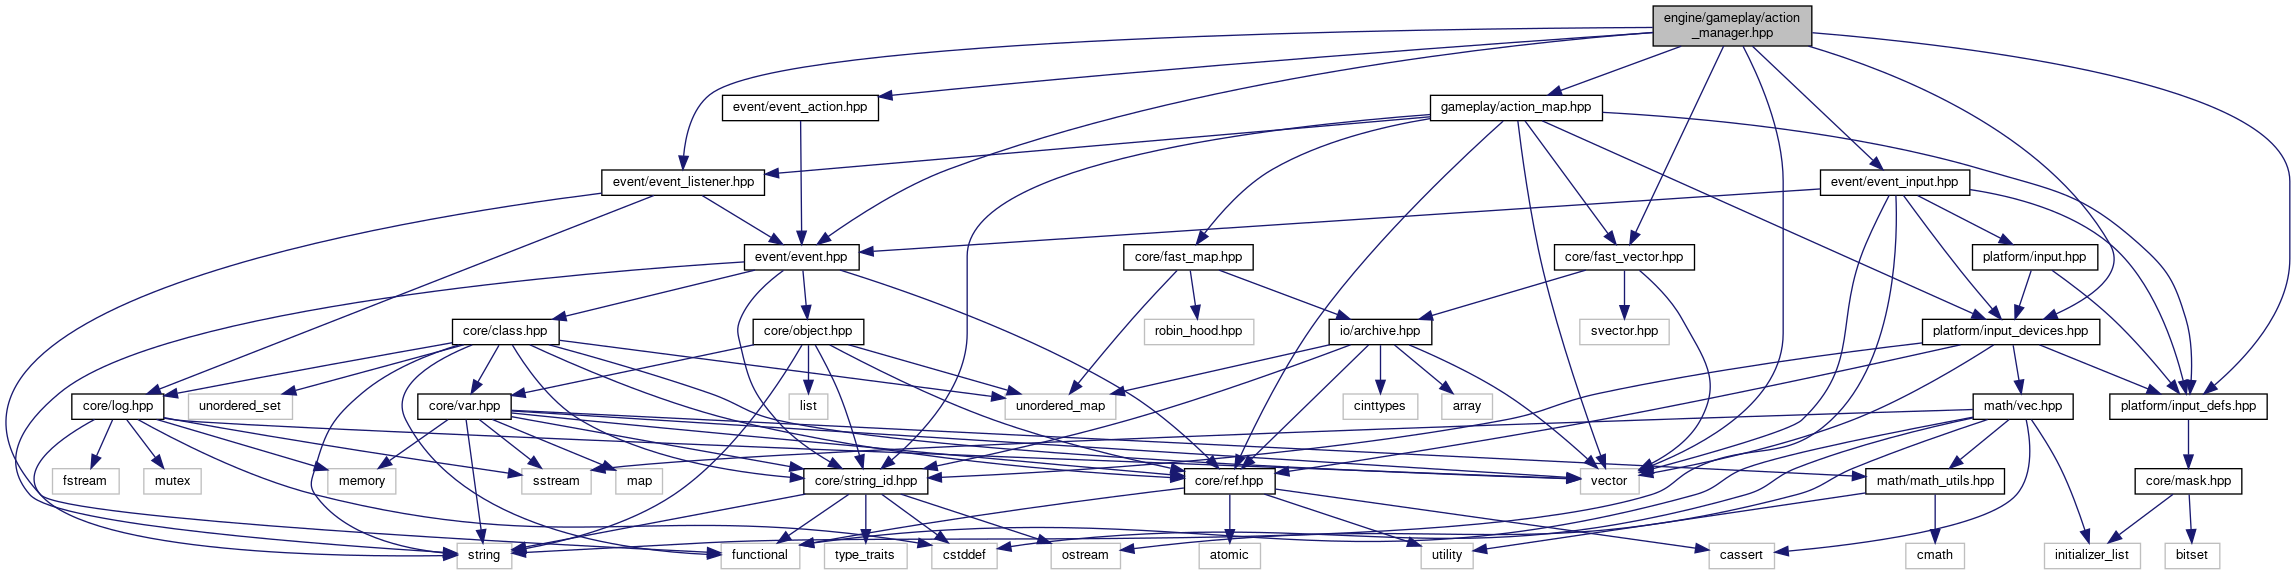 engine/gameplay/action
_manager.hpp
event/event_action.hpp
gameplay/action_map.hpp
event/event_listener.hpp
event/event_input.hpp
event/event.hpp
core/fast_map.hpp
core/fast_vector.hpp
platform/input.hpp
core/class.hpp
core/object.hpp
robin_hood.hpp
io/archive.hpp
svector.hpp
platform/input_devices.hpp
core/log.hpp
unordered_set
core/var.hpp
list
unordered_map
cinttypes
array
math/vec.hpp
platform/input_defs.hpp
fstream
mutex
memory
sstream
map
core/string_id.hpp
core/ref.hpp
vector
math/math_utils.hpp
core/mask.hpp
string
functional
type_traits
cstddef
ostream
atomic
utility
cassert
cmath
initializer_list
bitset